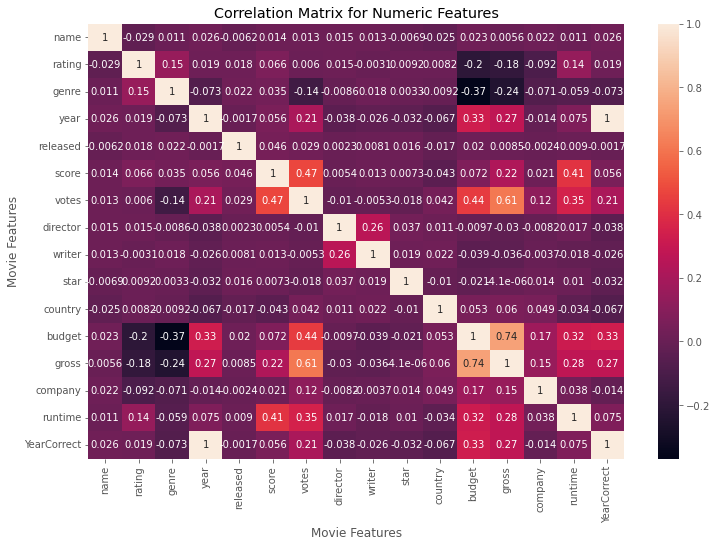 Correlation Matrix for Numeric Features
name 1 -0.029 0.011 0.026 -0.0062 0.014 0.013 0.015 0.013 -0.0069 -0.025 0.023 0.0056 0.022 0.011 0.026
rating -0.029 1 0.15 0.019 0.018 0.066 0.006 0.015 -0.0031 0.0092 0.0082 -0.2 -0.18 -0.092 0.14 0.019
genre 0.011 0.15 1 -0.073 0.022 0.035 -0.14 -0.0086 0.018 0.0033 -0.0092 -0.37 -0.24 -0.071 -0.059 -0.073
year 0.026 0.019 -0.073 1 -0.0017 0.056 0.21 -0.038 -0.026 -0.032 -0.067 0.33 0.27 -0.014 0.075 1
released -0.0062 0.018 0.022 -0.0017 1 0.046 0.029 0.0023 0.0081 0.016 -0.017 0.02 0.0085 -0.0024 0.009 -0.0017
score 0.014 0.066 0.035 0.056 0.046 1 0.47 0.0054 0.013 0.0073 -0.043 0.072 0.22 0.021 0.41 0.056
votes 0.013 0.006 -0.14 0.21 0.029 0.47 1 -0.01 -0.0053 -0.018 0.042 0.44 0.61 0.12 0.35 0.21
director 0.015 0.015 -0.0086 -0.038 0.0023 0.0054 -0.01 1 0.26 0.037 0.011 -0.0097 -0.03 -0.0082 0.017 -0.038
writer 0.013 -0.0031 0.018 -0.026 0.0081 0.013 -0.0053 0.26 1 0.019 0.022 -0.039 -0.036 -0.0037 -0.018 -0.026
star -0.0069 0.0092 0.0033 -0.032 0.016 0.0073 -0.018 0.037 0.019 1 -0.01 -0.021 -4.1e-06 0.014 0.01 -0.032
country -0.025 0.0082 -0.0092 -0.067 -0.017 -0.043 0.042 0.011 0.022 -0.01 1 0.053 0.06 0.049 -0.034 -0.067
budget 0.023 -0.2 -0.37 0.33 0.02 0.072 0.44 -0.0097 -0.039 -0.021 0.053 1 0.74 0.17 0.32 0.33
gross 0.0056 -0.18 -0.24 0.27 0.0085 0.22 0.61 -0.03 -0.036 -4.1e-06 0.06 0.74 1 0.15 0.28 0.27
company 0.022 -0.092 -0.071 -0.014 -0.0024 0.021 0.12 -0.0082 -0.0037 0.014 0.049 0.17 0.15 1 0.038 -0.014
runtime 0.011 0.14 -0.059 0.075 0.009 0.41 0.35 0.017 -0.018 0.01 -0.034 0.32 0.28 0.038 1 0.075
YearCorrect 0.026 0.019 -0.073 1 -0.0017 0.056 0.21 -0.038 -0.026 -0.032 -0.067 0.33 0.27 -0.014 0.075 1
name rating genre year released score votes director writer star country budget gross company runtime YearCorrect
Movie Features
Movie Features
1.0
0.8
0.6
0.4
0.2
0.0
−0.2